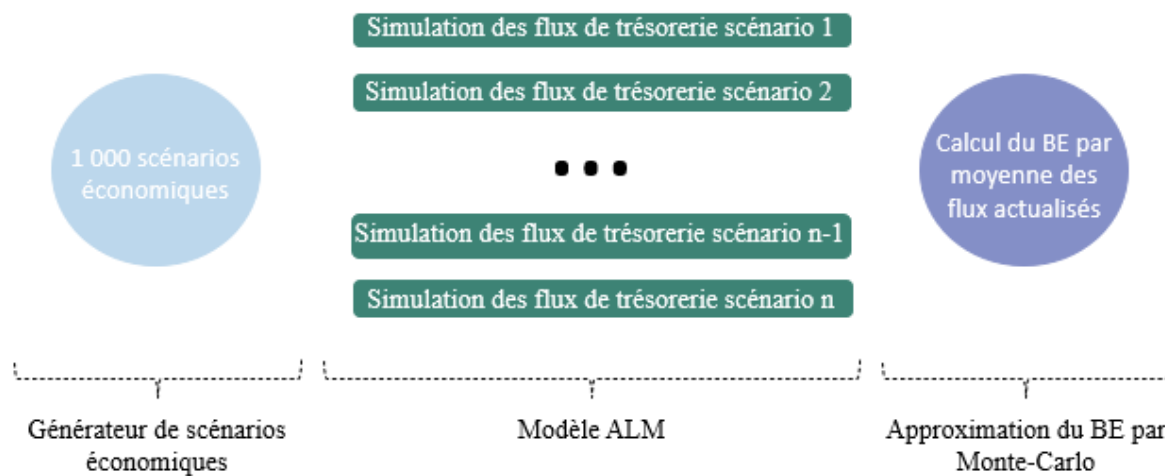 Simulation des flux de trésorerie scénario 1
Simulation des flux de trésorerie scénario 2
1 000 scénarios
économiques
...
Calcul du BE par
moyenne des
flux actualisés
Simulation des flux de trésorerie scénario n-1
Simulation des flux de trésorerie scénario n
Générateur de scénarios
économiques
Modèle ALM
Approximation du BE par
Monte-Carlo